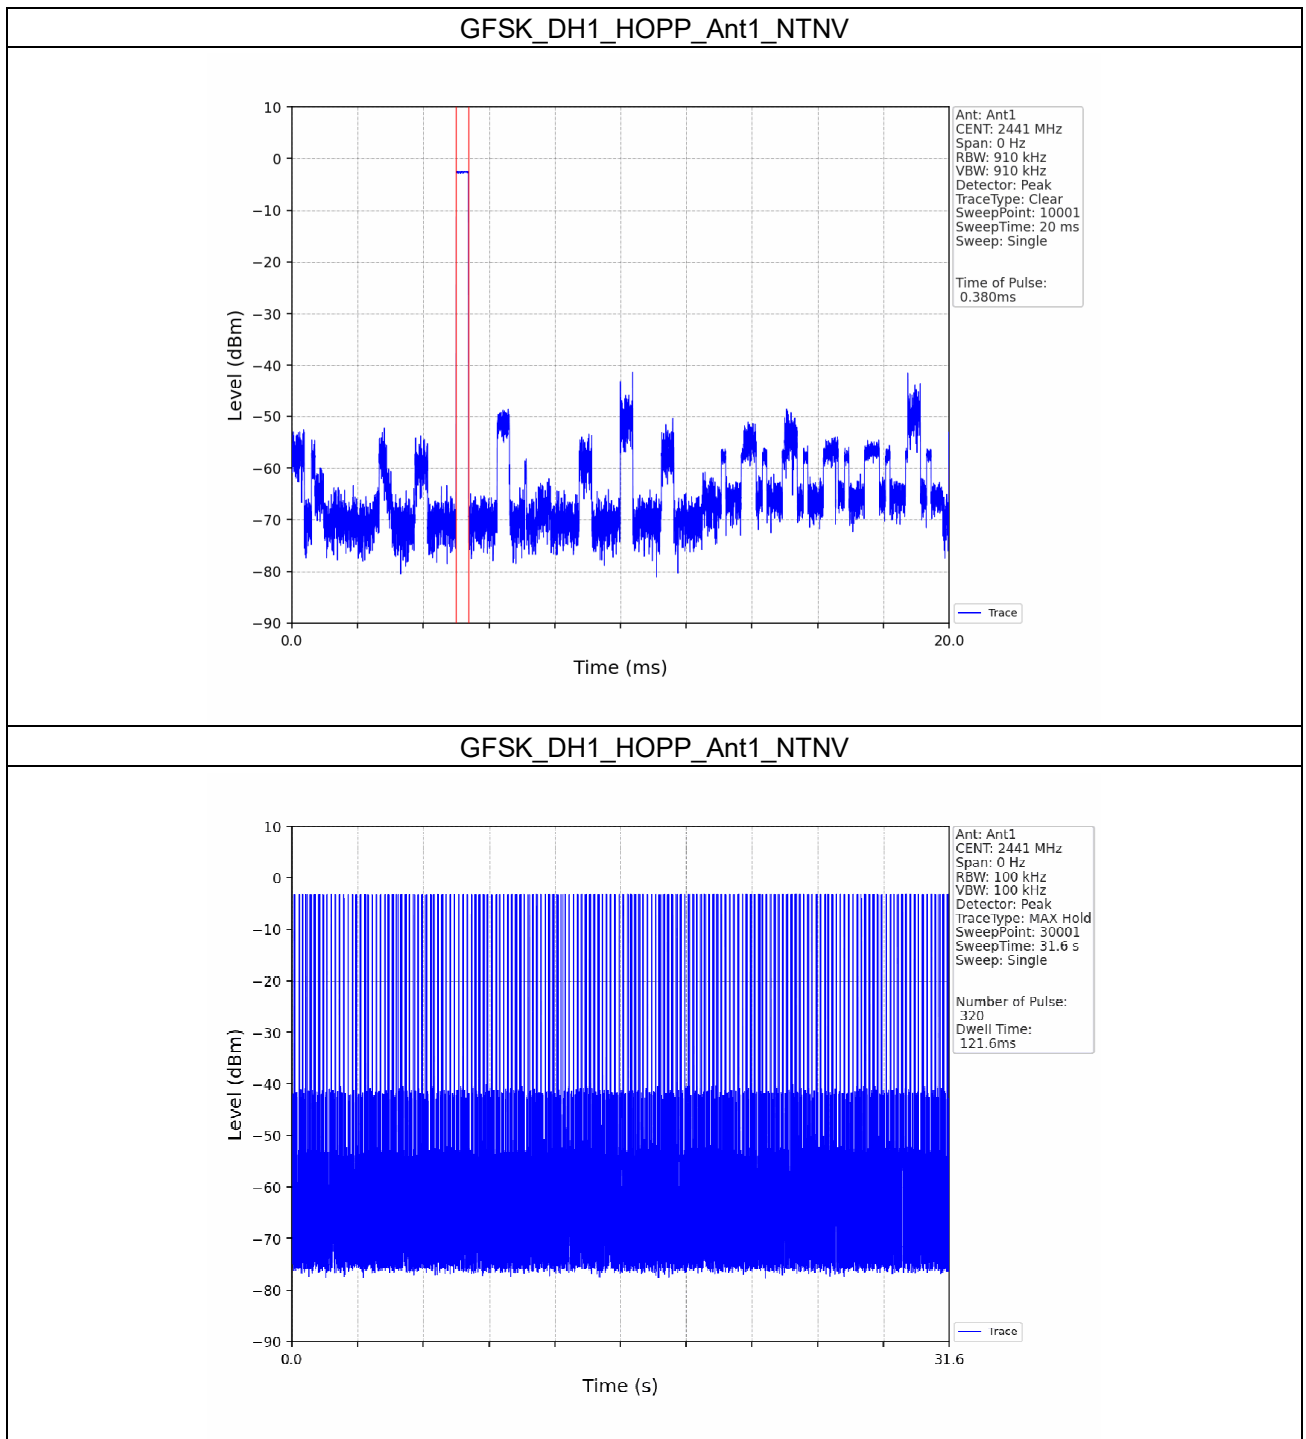 GFSK_DH1_HOPP_Ant1_NTNV
10
0
−10
−20
−30
−40
−50
−60
−70
−80
−90
Level (dBm)
0.0
20.0
Time (ms)
Ant: Ant1
CENT: 2441 MHz
Span: 0 Hz
RBW: 910 kHz
VBW: 910 kHz
Detector: Peak
TraceType: Clear
SweepPoint: 10001
SweepTime: 20 ms
Sweep: Single
Time of Pulse:
0.380ms
Trace
GFSK_DH1_HOPP_Ant1_NTNV
10
0
−10
−20
−30
−40
−50
−60
−70
−80
−90
Level (dBm)
0.0
31.6
Time (s)
Ant: Ant1
CENT: 2441 MHz
Span: 0 Hz
RBW: 100 kHz
VBW: 100 kHz
Detector: Peak
TraceType: MAX Hold
SweepPoint: 30001
SweepTime: 31.6 s
Sweep: Single
Number of Pulse:
320
Dwell Time:
121.6ms
Trace